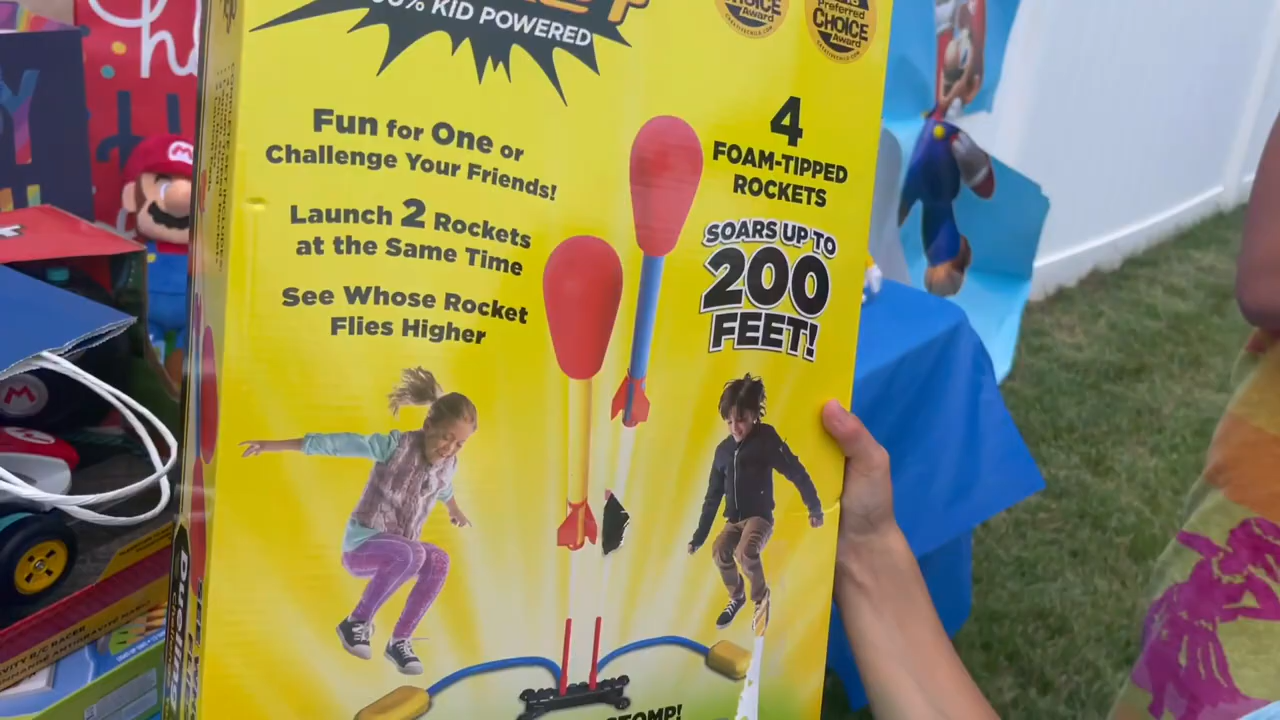 100% KID POWERED
CHOICE
Award
Preferred
CHOICE
Award
Fun for One or
Challenge Your Friends!
Launch 2 Rockets
at the Same Time
See Whose Rocket
Flies Higher
4
FOAM-TIPPED
ROCKETS
SOARS UP TO
200
FEET!
STOMP!
M
M